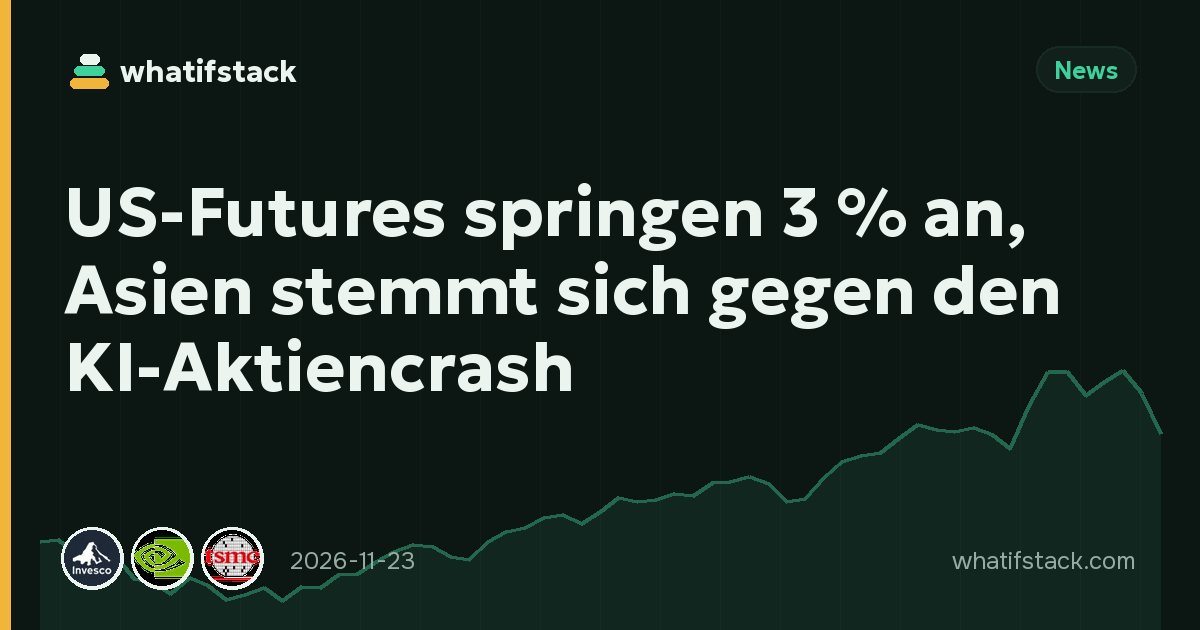 whatifstack
News
US-Futures springen 3 % an,
Asien stemmt sich gegen den
KI-Aktiencrash
Invesco
tsmc
2026-11-23
whatifstack.com